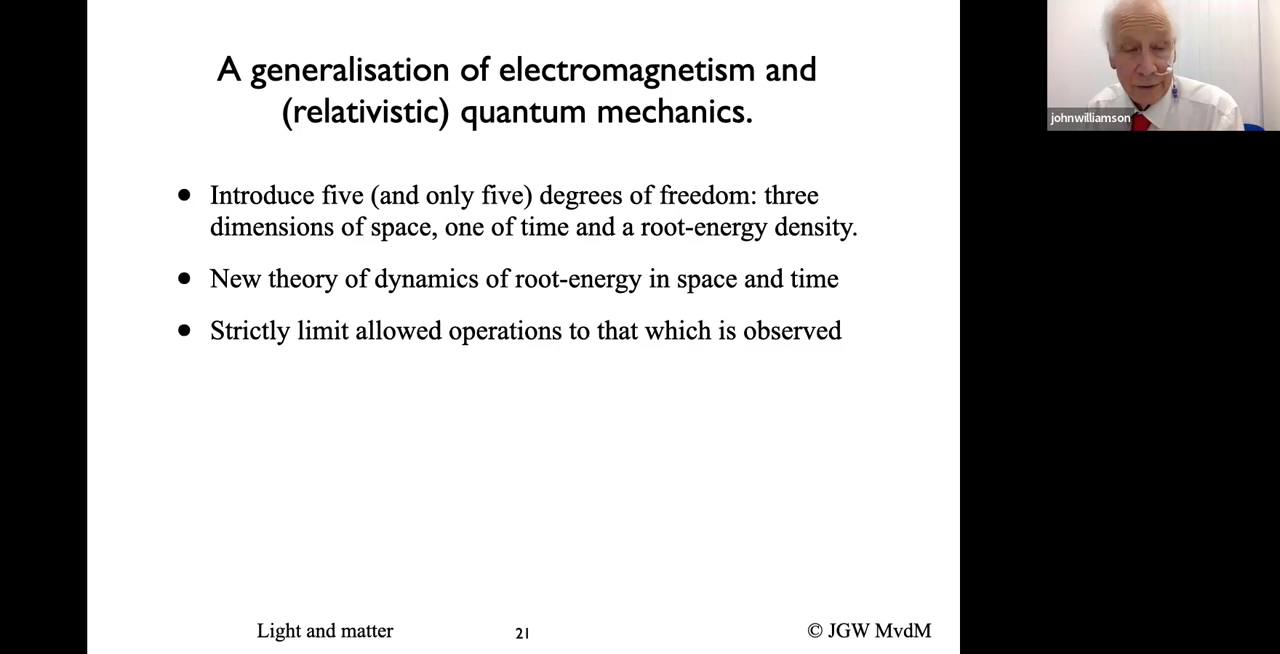 A generalisation of electromagnetism and
(relativistic) quantum mechanics.
● Introduce five (and only five) degrees of freedom: three
dimensions of space, one of time and a root-energy density.
● New theory of dynamics of root-energy in space and time
● Strictly limit allowed operations to that which is observed
Light and matter
21
© JGW MvdM
johnwilliamson